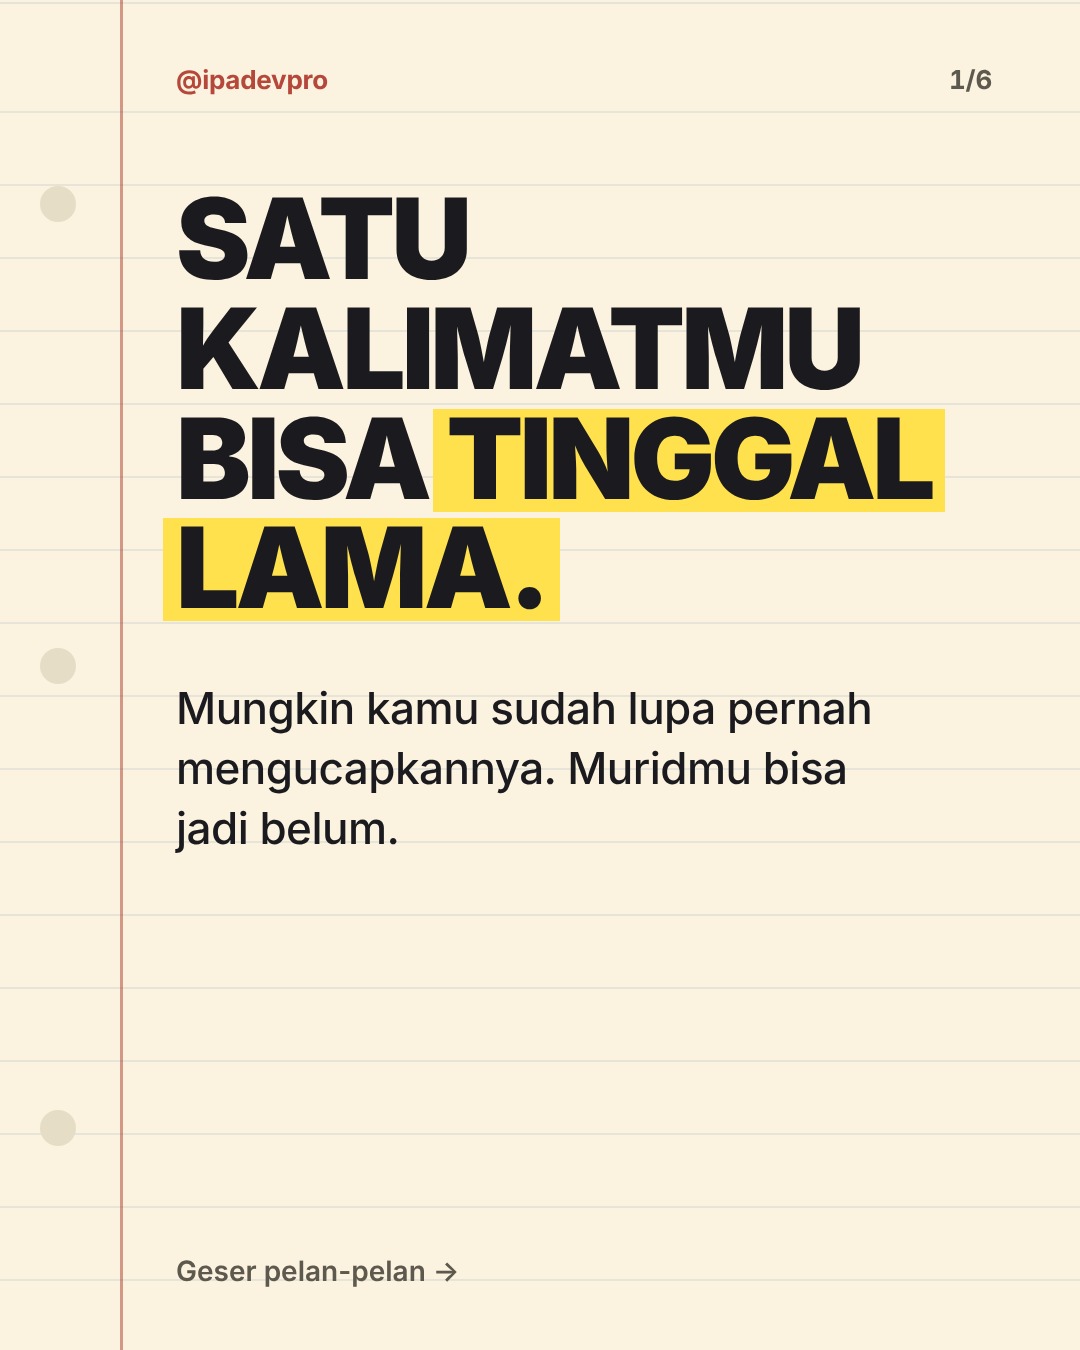 @ipadevpro
1/6
SATU
KALIMATMU
BISA TINGGAL
LAMA.
Mungkin kamu sudah lupa pernah
mengucapkannya. Muridmu bisa
jadi belum.
Geser pelan-pelan →